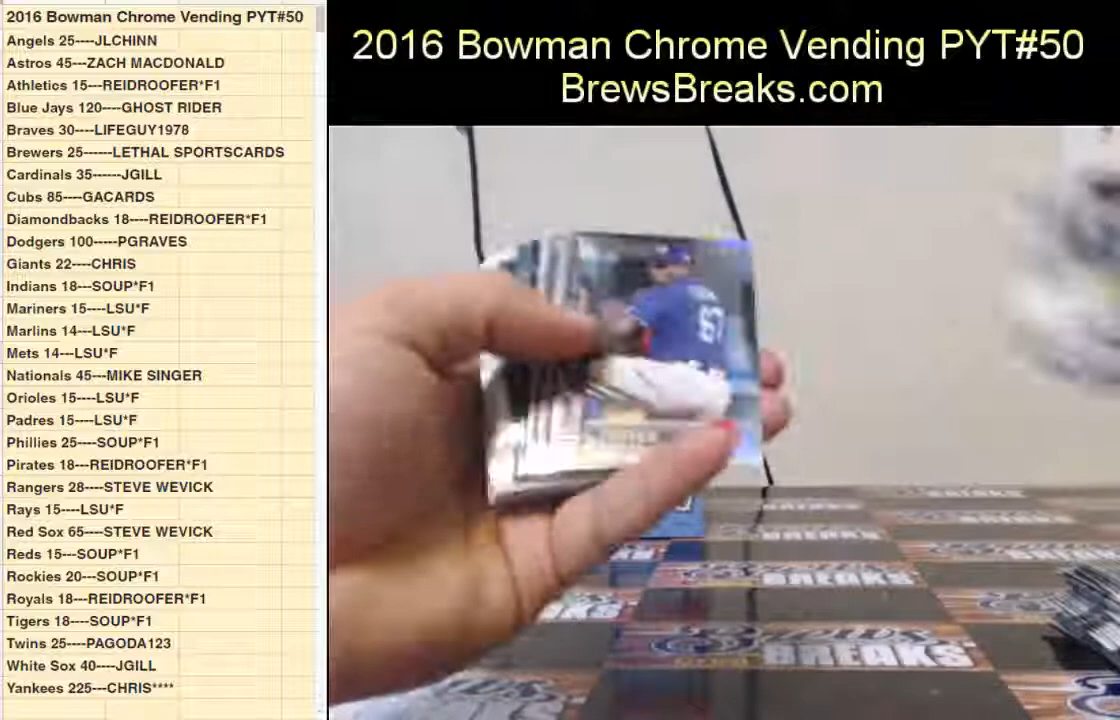 2016 Bowman Chrome Vending PYT#50
Angels 25---JLCHINN
Astros 45---ZACH MACDONALD
Athletics 15---REIDROOFER*F1
Blue Jays 120----GHOST RIDER
Braves 30----LIFEGUY1978
Brewers 25------LETHAL SPORTSCARDS
Cardinals 35------JGILL
Cubs 85----GACARDS
Diamondbacks 18----REIDROOFER*F1
Dodgers 100-----PGRAVES
Giants 22----CHRIS
Indians 18---SOUP*F1
Mariners 15----LSU*F
Marlins 14---LSU*F
Mets 14---LSU*F
Nationals 45---MIKE SINGER
Orioles 15----LSU*F
Padres 15----LSU*F
Phillies 25----SOUP*F1
Pirates 18---REIDROOFER*F1
Rangers 28----STEVE WEVICK
Rays 15----LSU*F
Red Sox 65----STEVE WEVICK
Reds 15---SOUP*F1
Rockies 20---SOUP*F1
Royals 18----REIDROOFER*F1
Tigers 18----SOUP*F1
Twins 25----PAGODA123
White Sox 40----JGILL
Yankees 225---CHRIS****
2016 Bowman Chrome Vending PYT#50
BrewsBreaks.com
67
BREAKS
BREAKS
Brews
BREAKS